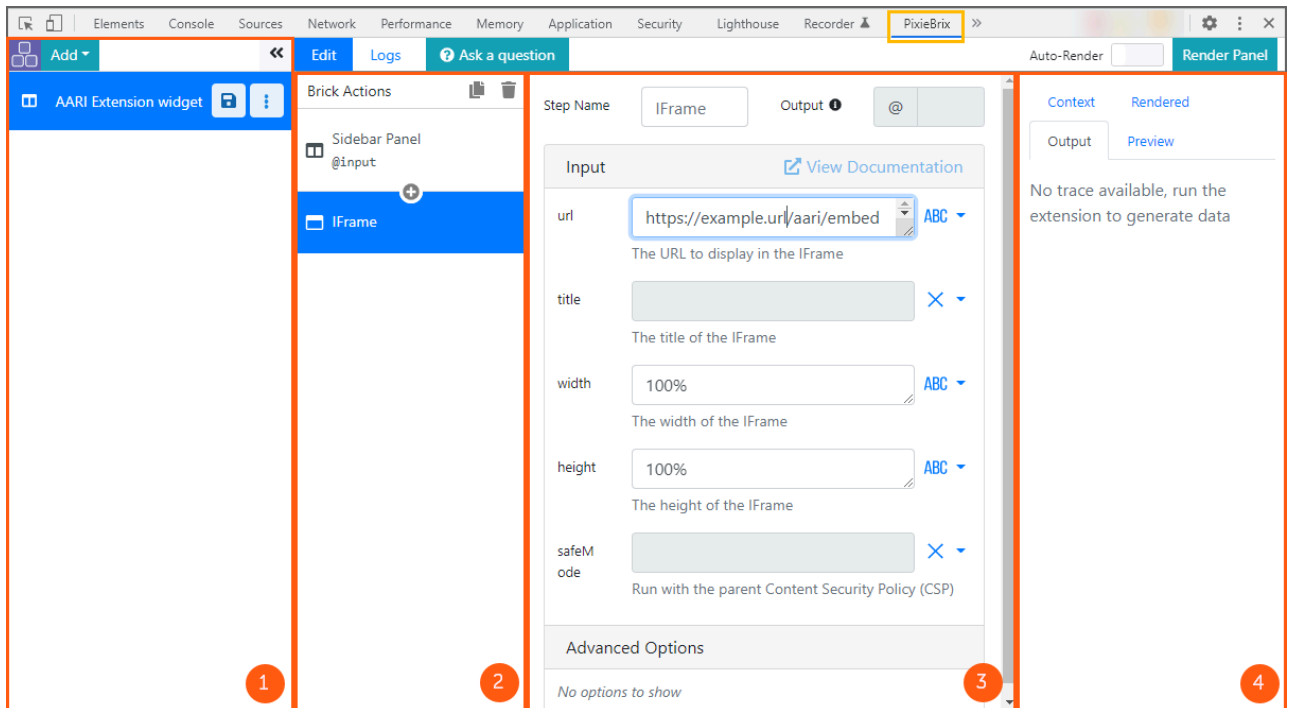 Elements Console Sources Network Performance Memory Application Security Lighthouse Recorder PixieBrix »
Add « Edit Logs ? Ask a question Auto-Render Render Panel
AARI Extension widget
1
Brick Actions
Sidebar Panel
@input
IFrame
2
Step Name IFrame Output @
Input View Documentation
url https://example.url/aari/embed ABC
The URL to display in the IFrame
title
The title of the IFrame
width 100% ABC
The width of the IFrame
height 100% ABC
The height of the IFrame
safeM
ode
Run with the parent Content Security Policy (CSP)
Advanced Options
No options to show
3
Context Rendered
Output Preview
No trace available, run the
extension to generate data
4